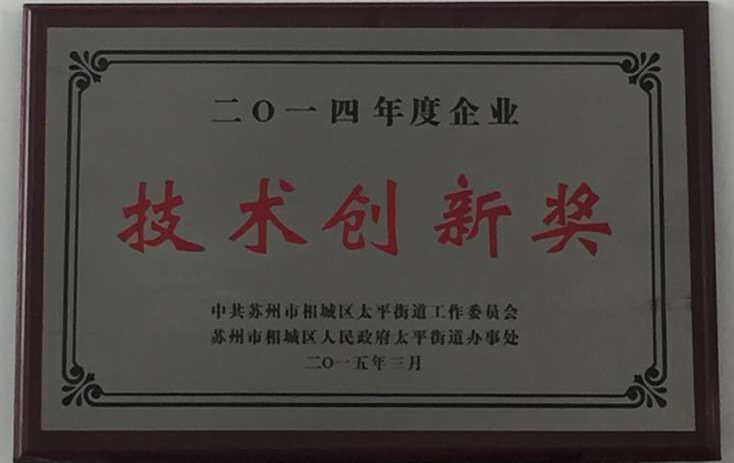 二〇一四年度企业
技术创新奖
中共苏州市相城区太平街道工作委员会
苏州市相城区人民政府太平街道办事处
二〇一五年三月